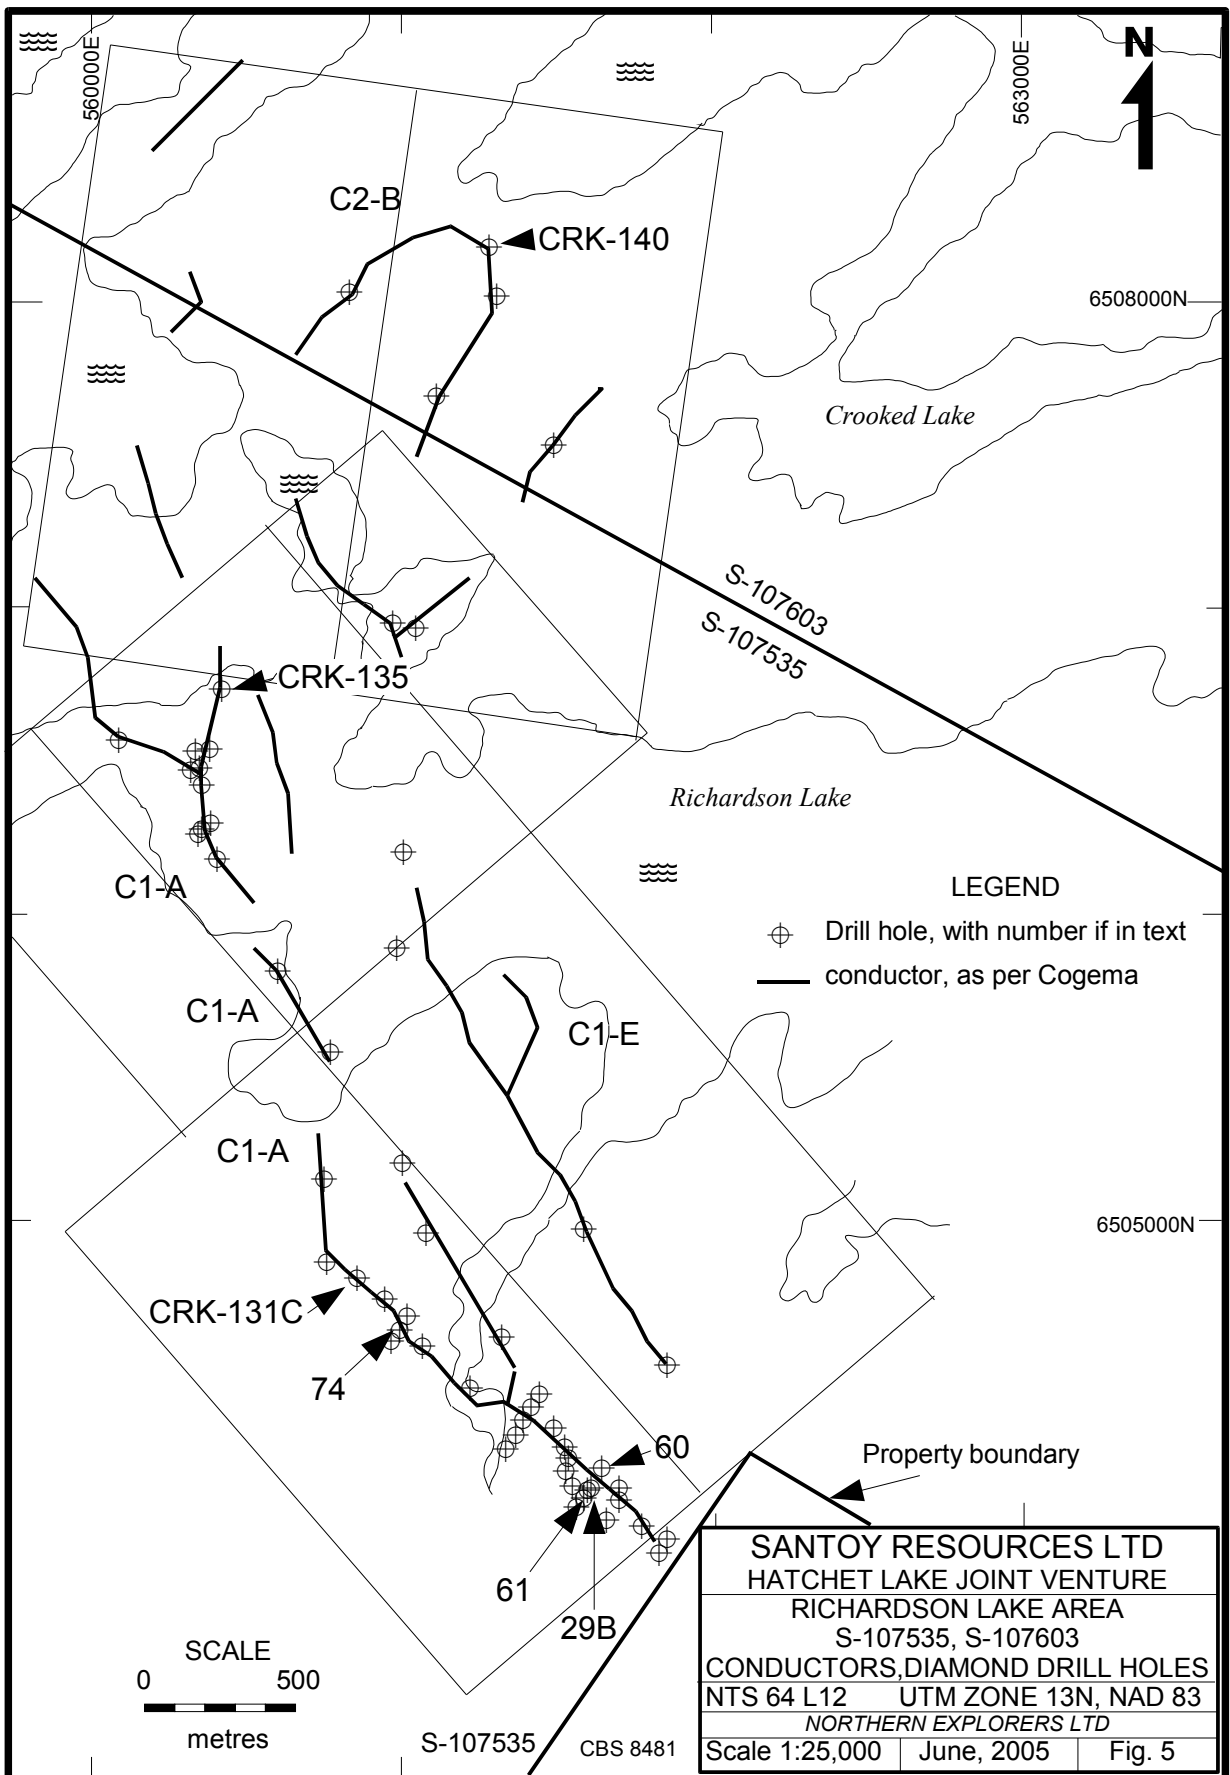 560000E
563000E
N
C2-B
CRK-140
6508000N
Crooked Lake
S-107603
S-107535
CRK-135
Richardson Lake
C1-A
LEGEND
Drill hole, with number if in text
conductor, as per Cogema
C1-A
C1-E
C1-A
6505000N
CRK-131C
74
60
Property boundary
61
29B
SCALE
0 500
metres
S-107535
CBS 8481
SANTOY RESOURCES LTD
HATCHET LAKE JOINT VENTURE
RICHARDSON LAKE AREA
S-107535, S-107603
CONDUCTORS,DIAMOND DRILL HOLES
NTS 64 L12 UTM ZONE 13N, NAD 83
NORTHERN EXPLORERS LTD
Scale 1:25,000 June, 2005 Fig. 5